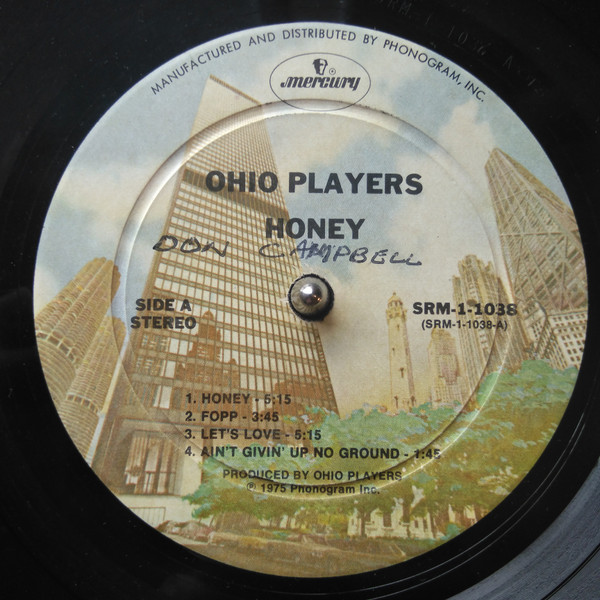 MANUFACTURED AND DISTRIBUTED BY PHONOGRAM, INC.
mercury
OHIO PLAYERS
HONEY
DON CAMPBELL
SIDE A
STEREO
SRM-1-1038
(SRM-1-1038-A)
1. HONEY - 5:15
2. FOPP - 3:45
3. LET'S LOVE - 5:15
4. AIN'T GIVIN' UP NO GROUND - 1:45
PRODUCED BY OHIO PLAYERS
℗ 1975 Phonogram Inc.